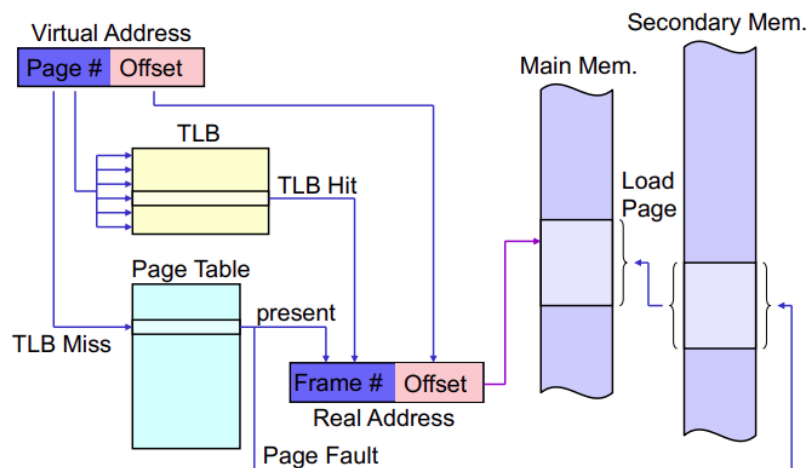 Virtual Address
Page #
Offset
TLB
TLB Hit
Page Table
present
TLB Miss
Frame #
Offset
Real Address
Page Fault
Main Mem.
Secondary Mem.
Load
Page